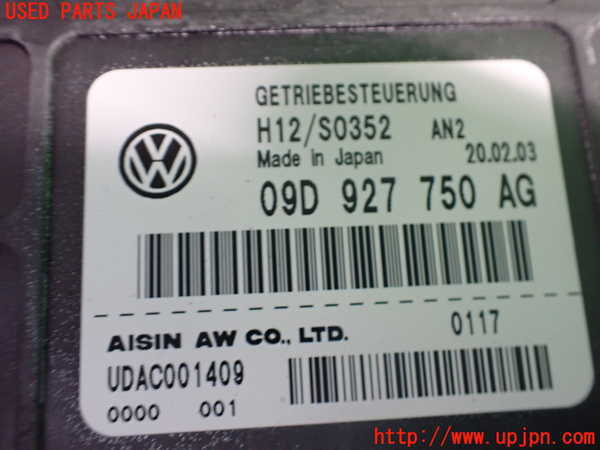 USED PARTS JAPAN
GETRIEBESTEUERUNG
H12/S0352 AN2
Made in Japan 20.02.03
09D 927 750 AG
AISIN AW CO., LTD. 0117
UDAC001409
0000 001
http://www.upjpn.com/